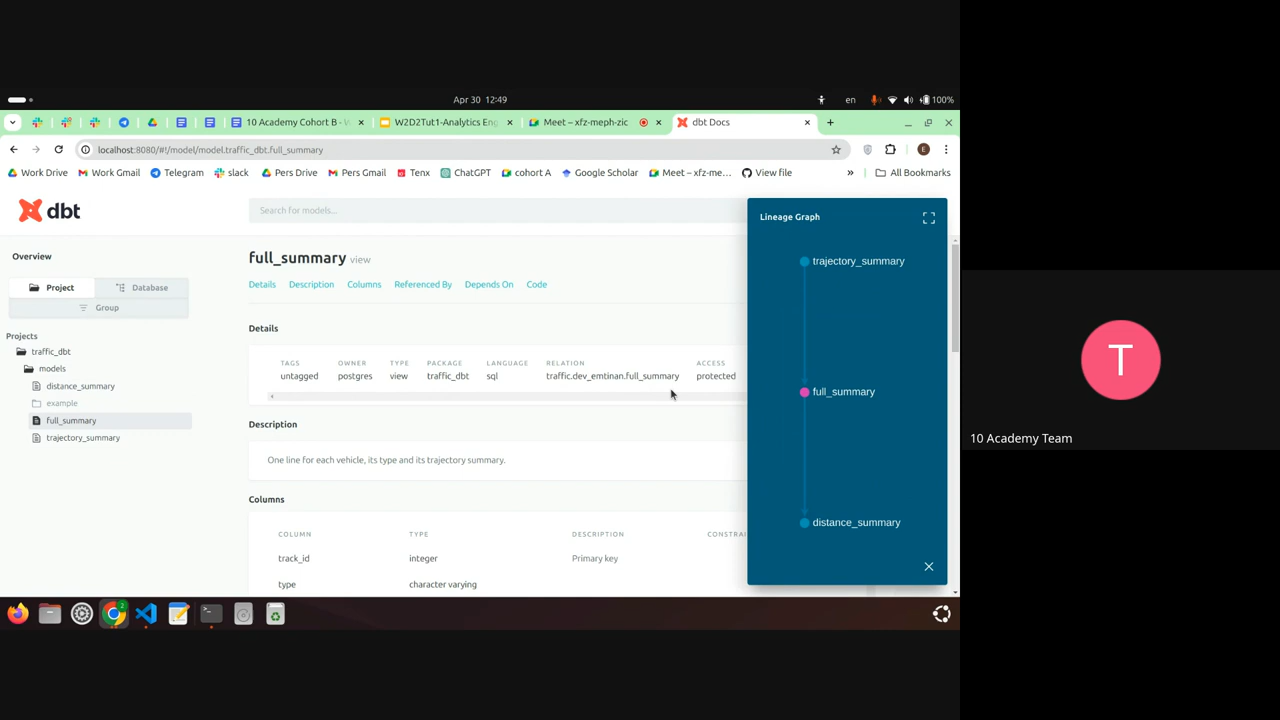 Apr 30 12:49
en
100%
10 Academy Cohort B - W
W2D2Tut1-Analytics Eng
Meet – xfz-meph-zic
dbt Docs
localhost:8080/#!/model/model.traffic_dbt.full_summary
E
Work Drive
Work Gmail
Telegram
slack
Pers Drive
Pers Gmail
Tenx
ChatGPT
cohort A
Google Scholar
Meet – xfz-me...
View file
»
All Bookmarks
dbt
Search for models...
Overview
Project
Database
Group
Projects
traffic_dbt
models
distance_summary
example
full_summary
trajectory_summary
full_summary view
Details
Description
Columns
Referenced By
Depends On
Code
Details
TAGS
OWNER
TYPE
PACKAGE
LANGUAGE
RELATION
ACCESS
untagged
postgres
view
traffic_dbt
sql
traffic.dev_emtinan.full_summary
protected
Description
One line for each vehicle, its type and its trajectory summary.
Columns
COLUMN
TYPE
DESCRIPTION
CONSTRAI
track_id
integer
Primary key
type
character varying
Lineage Graph
trajectory_summary
full_summary
distance_summary
2
T
10 Academy Team